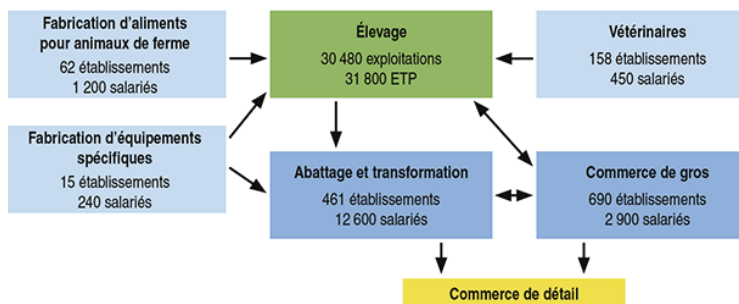 Fabrication d'aliments
pour animaux de ferme
62 établissements
1 200 salariés
Élevage
30 480 exploitations
31 800 ETP
Vétérinaires
158 établissements
450 salariés
Fabrication d'équipements
spécifiques
15 établissements
240 salariés
Abattage et transformation
461 établissements
12 600 salariés
Commerce de gros
690 établissements
2 900 salariés
Commerce de détail